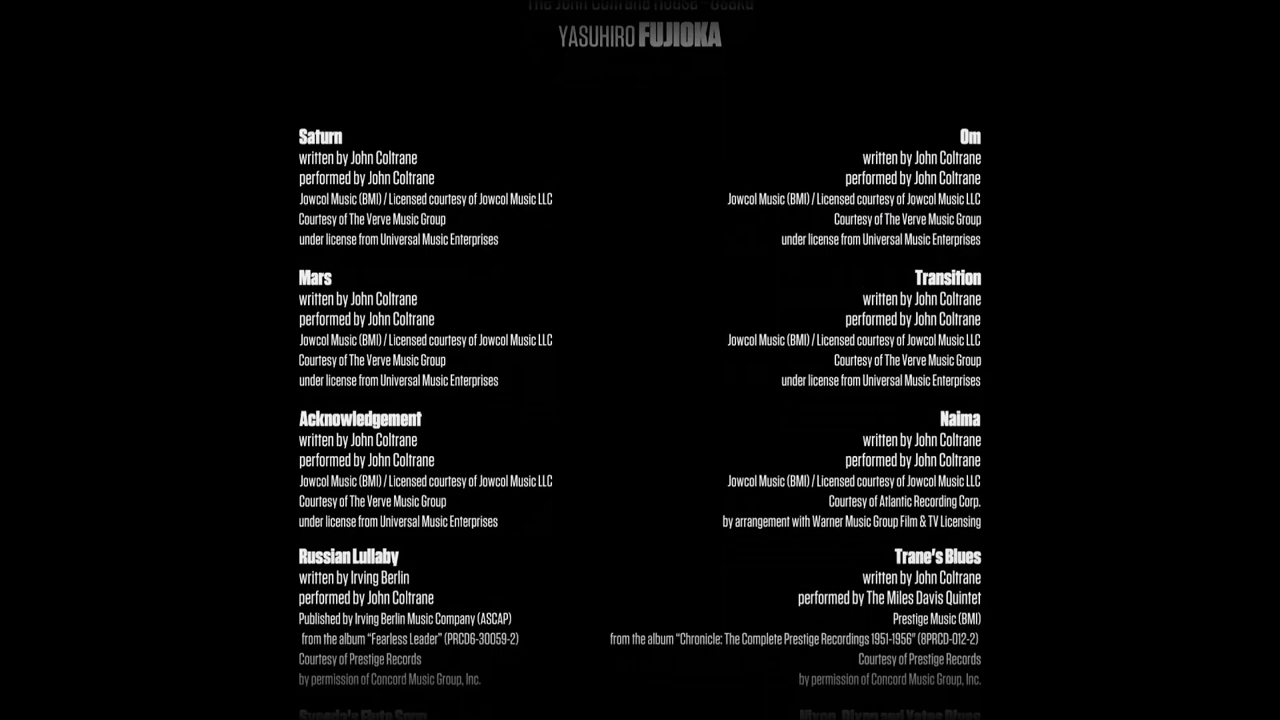 The John Coltrane House - Osaka
YASUHIRO FUJIOKA
Saturn
written by John Coltrane
performed by John Coltrane
Jowcol Music (BMI) / Licensed courtesy of Jowcol Music LLC
Courtesy of The Verve Music Group
under license from Universal Music Enterprises
Om
written by John Coltrane
performed by John Coltrane
Jowcol Music (BMI) / Licensed courtesy of Jowcol Music LLC
Courtesy of The Verve Music Group
under license from Universal Music Enterprises
Mars
written by John Coltrane
performed by John Coltrane
Jowcol Music (BMI) / Licensed courtesy of Jowcol Music LLC
Courtesy of The Verve Music Group
under license from Universal Music Enterprises
Transition
written by John Coltrane
performed by John Coltrane
Jowcol Music (BMI) / Licensed courtesy of Jowcol Music LLC
Courtesy of The Verve Music Group
under license from Universal Music Enterprises
Acknowledgement
written by John Coltrane
performed by John Coltrane
Jowcol Music (BMI) / Licensed courtesy of Jowcol Music LLC
Courtesy of The Verve Music Group
under license from Universal Music Enterprises
Naima
written by John Coltrane
performed by John Coltrane
Jowcol Music (BMI) / Licensed courtesy of Jowcol Music LLC
Courtesy of Atlantic Recording Corp.
by arrangement with Warner Music Group Film & TV Licensing
Russian Lullaby
written by Irving Berlin
performed by John Coltrane
Published by Irving Berlin Music Company (ASCAP)
from the album “Fearless Leader” (PRCD6-30059-2)
Courtesy of Prestige Records
by permission of Concord Music Group, Inc.
Trane's Blues
written by John Coltrane
performed by The Miles Davis Quintet
Prestige Music (BMI)
from the album “Chronicle: The Complete Prestige Recordings 1951-1956" (8PRCD-012-2)
Courtesy of Prestige Records
by permission of Concord Music Group, Inc.